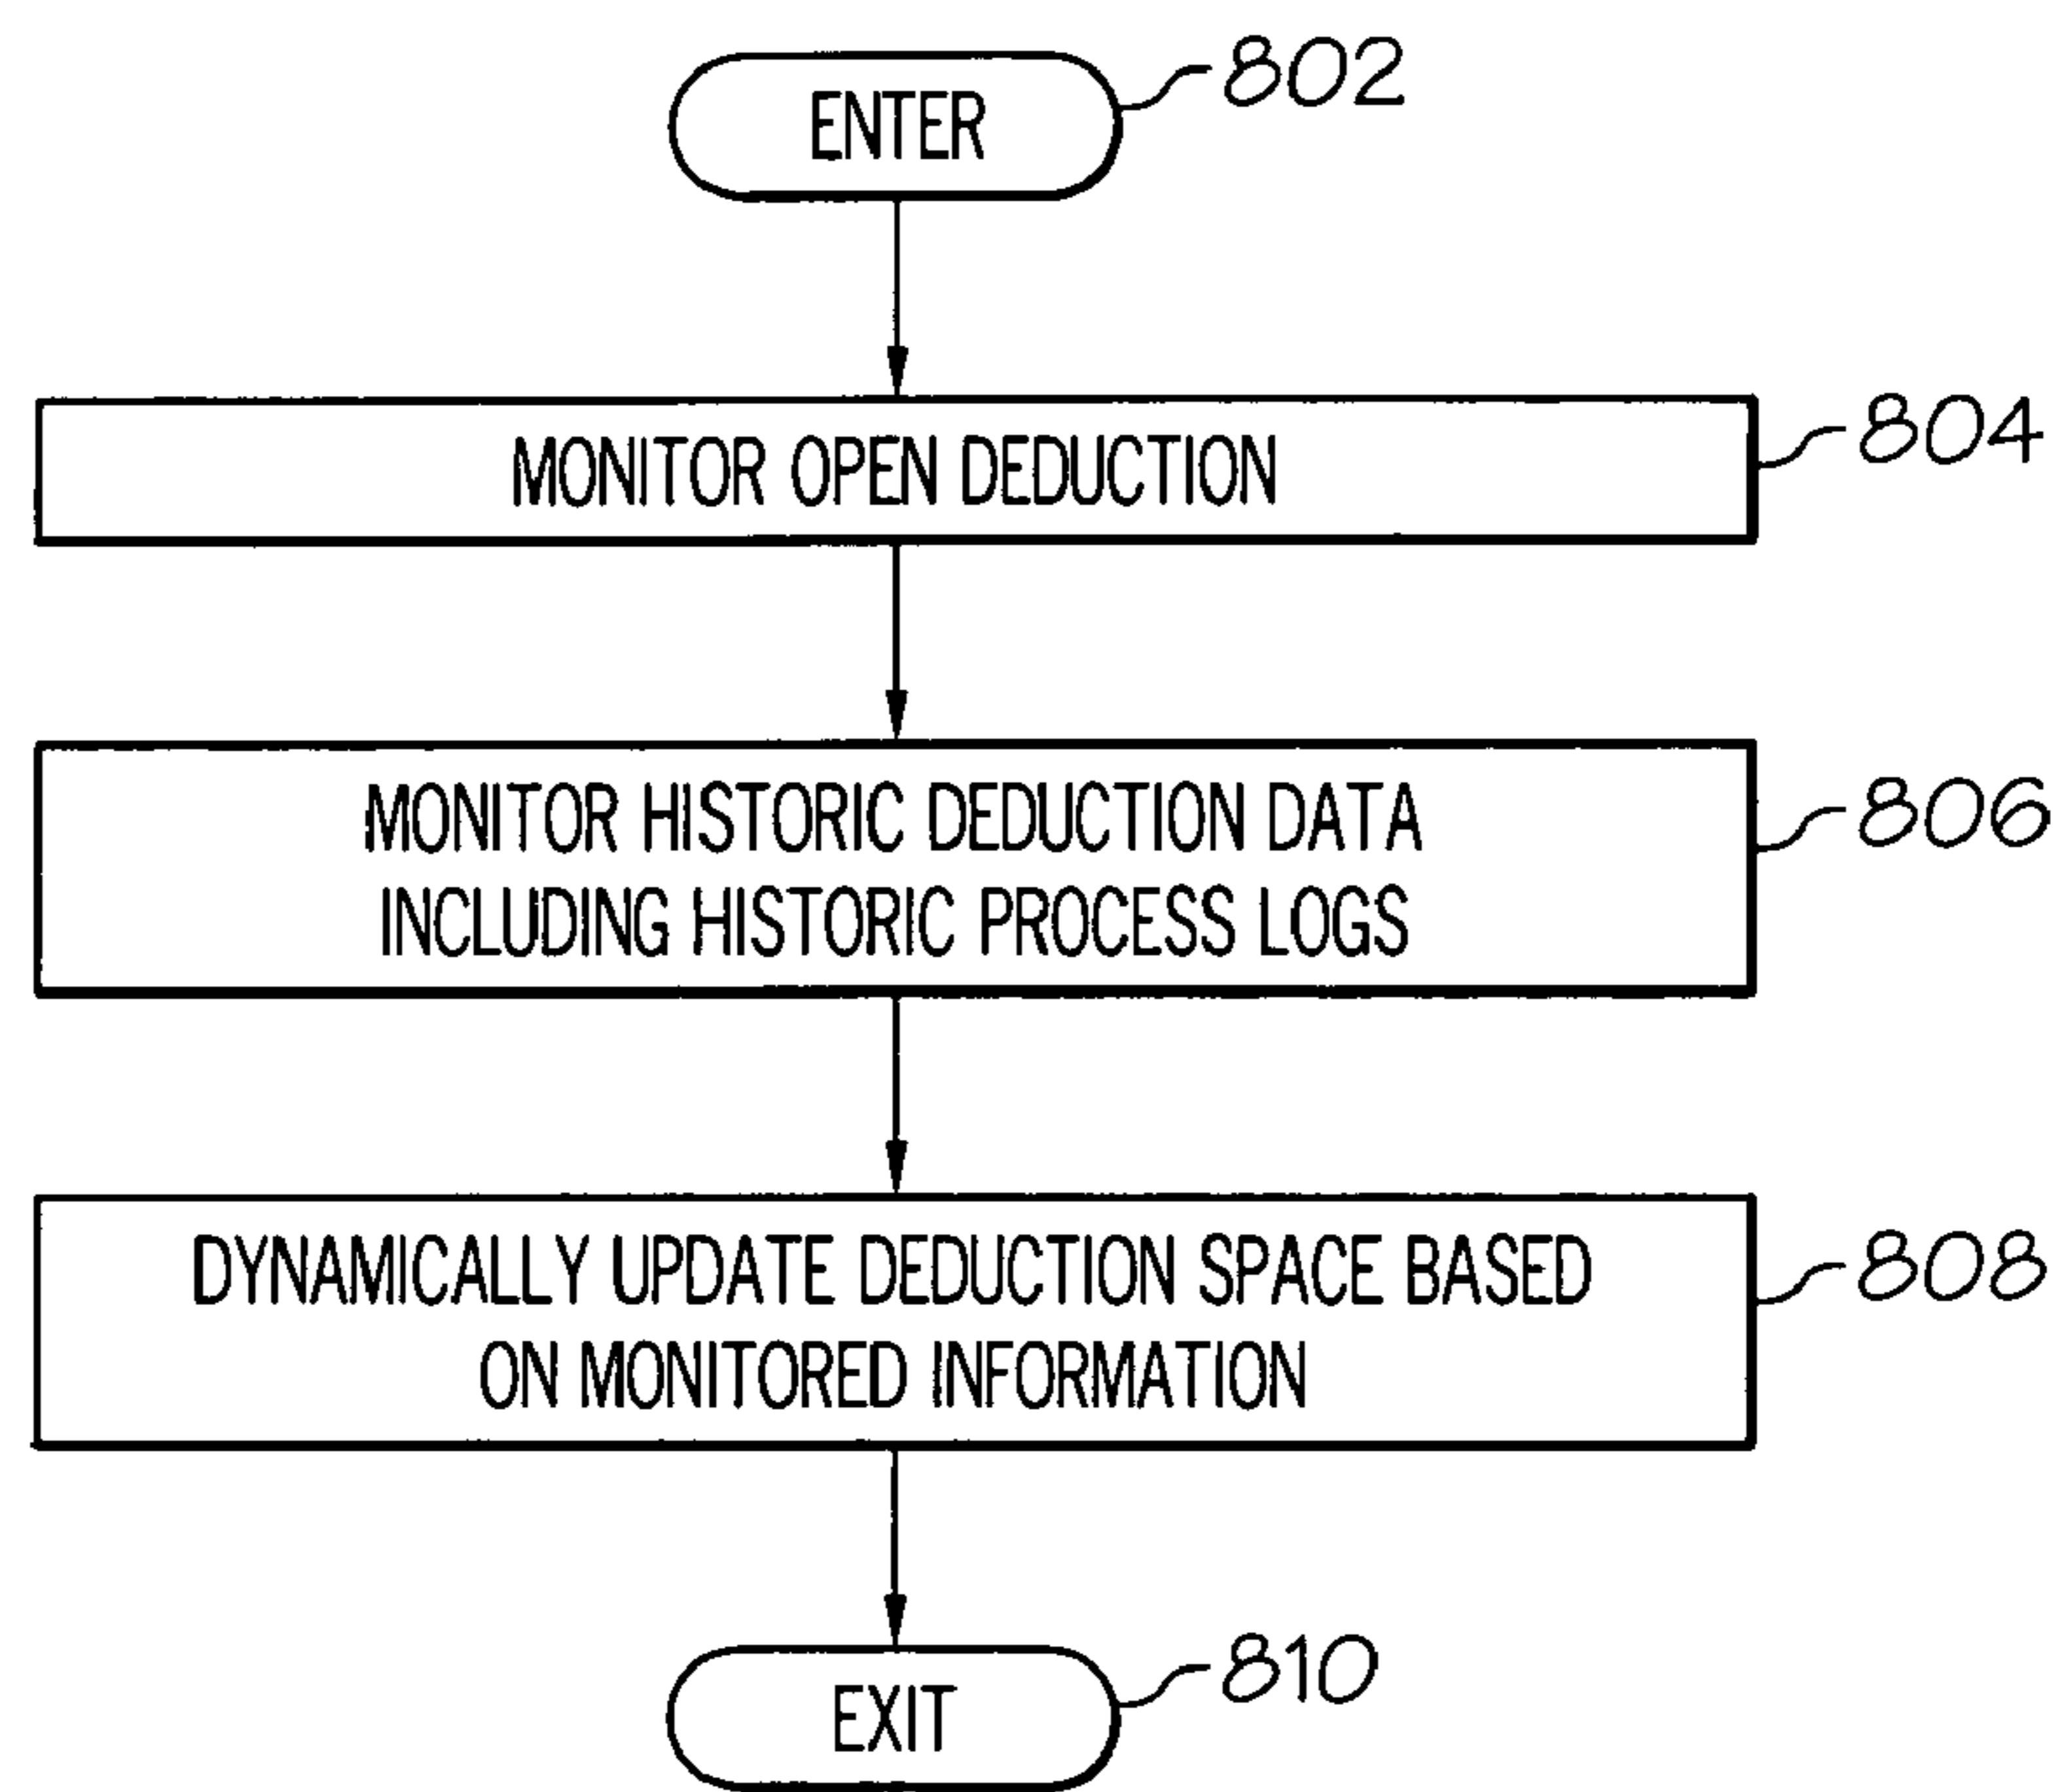 ENTER
802
MONITOR OPEN DEDUCTION
804
MONITOR HISTORIC DEDUCTION DATA
INCLUDING HISTORIC PROCESS LOGS
806
DYNAMICALLY UPDATE DEDUCTION SPACE BASED
ON MONITORED INFORMATION
808
EXIT
810